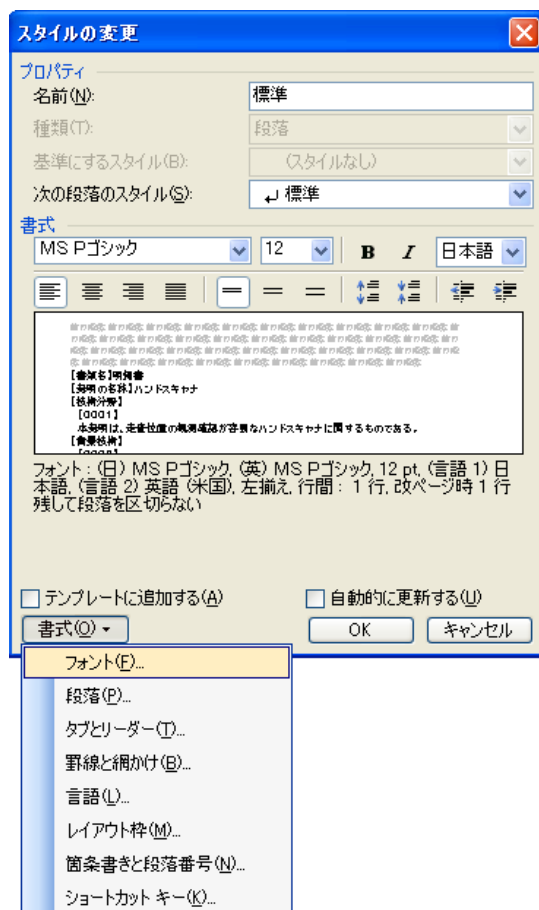 スタイルの変更
プロパティ
名前(N): 標準
種類(T): 段落
基準にするスタイル(B): (スタイルなし)
次の段落のスタイル(S): 標準
書式
MS Pゴシック 12 B I 日本語
【書類名】明細書
【発明の名称】ハンドスキャナ
【技術分野】
【0001】
本発明は、走査位置の観測確認が容易なハンドスキャナに関するものである。
【背景技術】
フォント : (日) MS Pゴシック, (英) MS Pゴシック, 12 pt, (言語 1) 日
本語, (言語 2) 英語 (米国), 左揃え, 行間 : 1 行, 改ページ時 1 行
残して段落を区切らない
テンプレートに追加する(A) 自動的に更新する(U)
書式(O) OK キャンセル
フォント(F)...
段落(P)...
タブとリーダー(T)...
罫線と網かけ(B)...
言語(L)...
レイアウト枠(M)...
箇条書きと段落番号(N)...
ショートカット キー(K)...